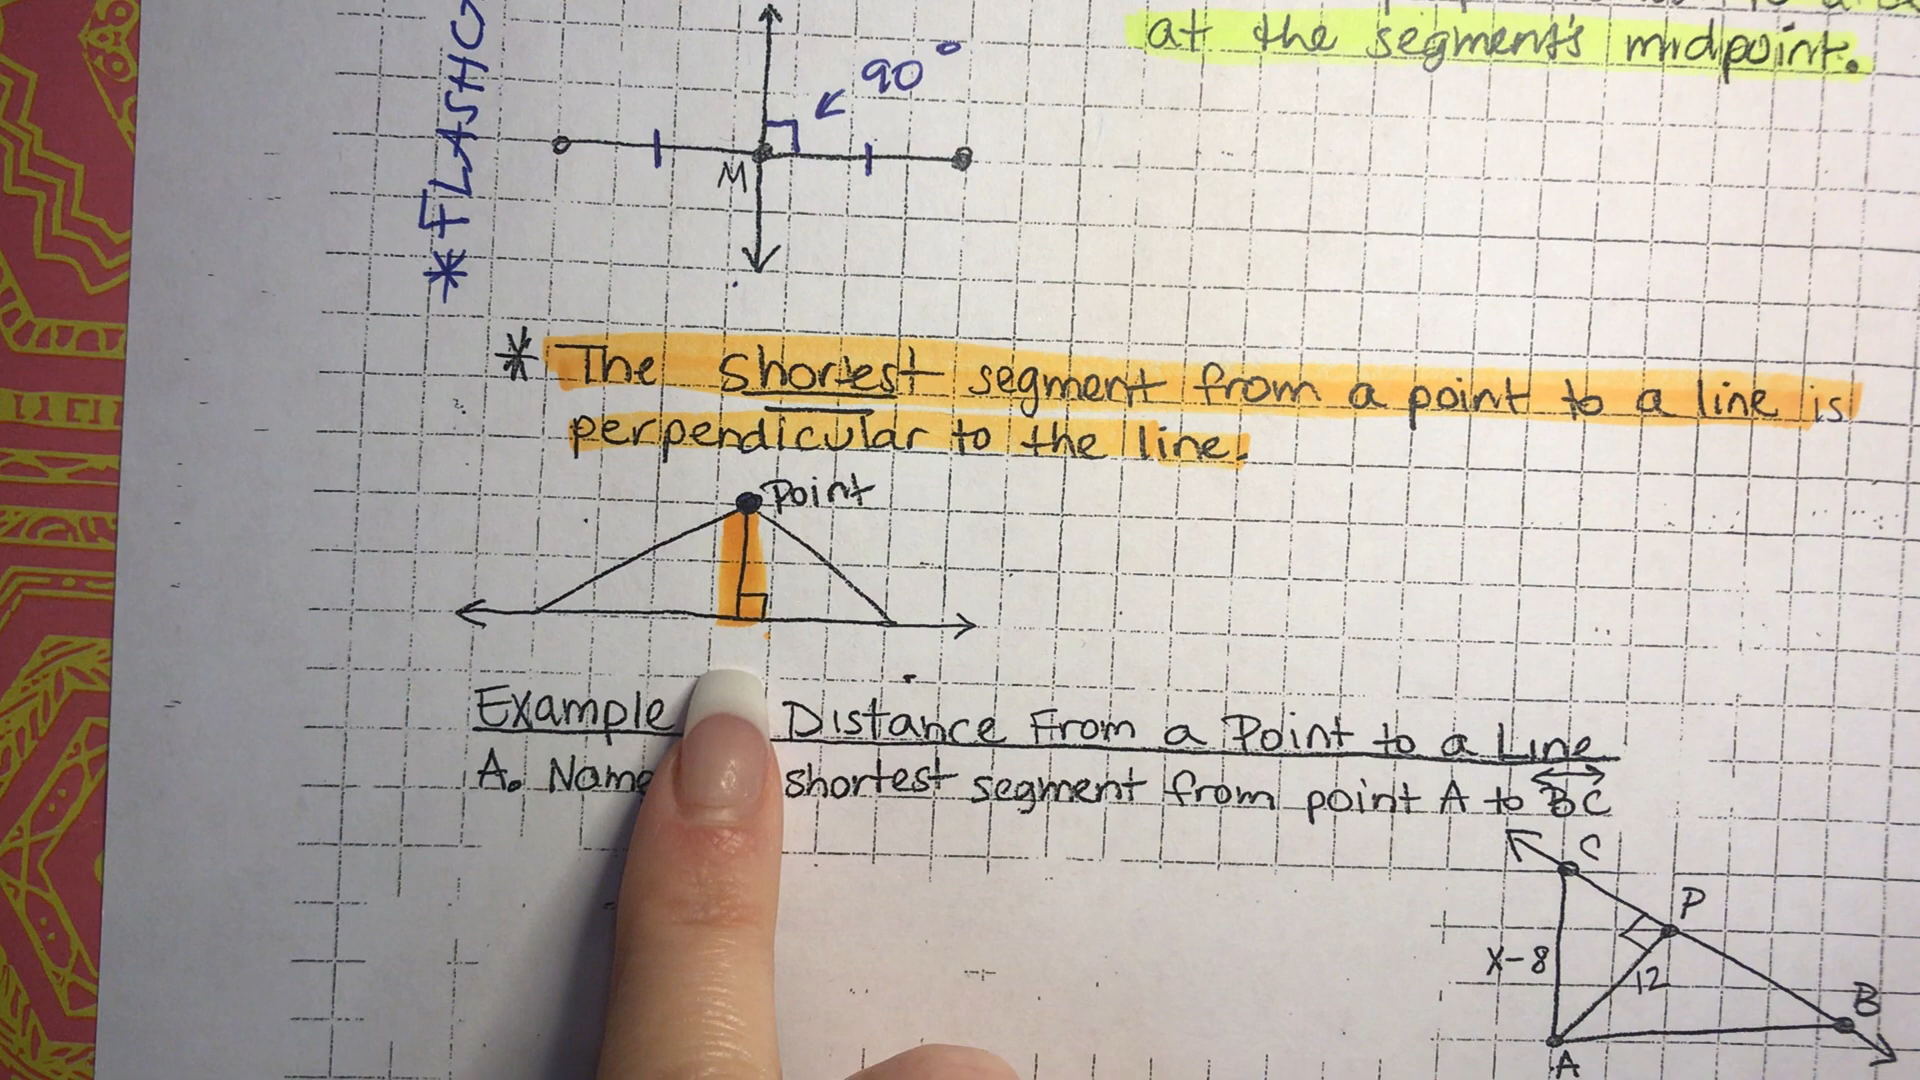 at the segment's midpoint.
* FLASHC
90°
M
* The shortest segment from a point to a line is
perpendicular to the line.
Point
Example Distance From a Point to a Line
A. Name shortest segment from point A to BC
C
P
X-8
12
B
A